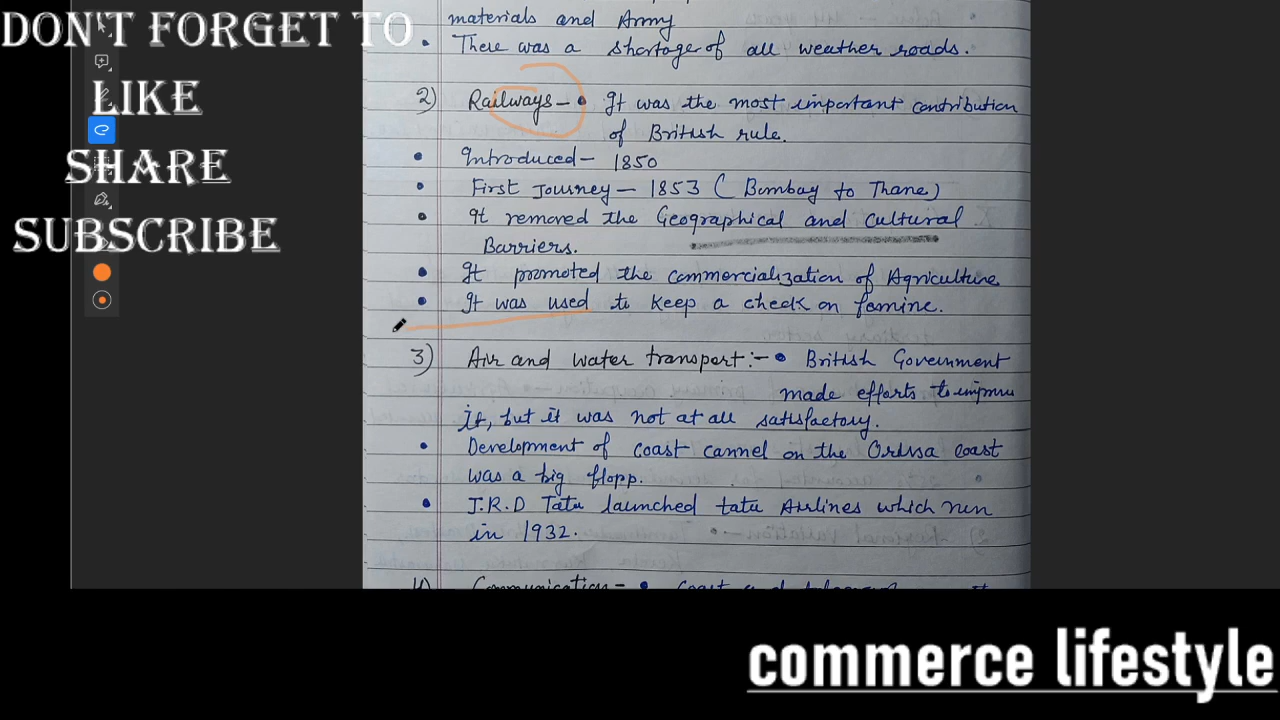 DON'T FORGET TO
LIKE
SHARE
SUBSCRIBE
materials and Army
• There was a shortage of all weather roads.
2) Railways - • It was the most important contribution
of British rule.
• Introduced - 1850
• First Journey - 1853 ( Bombay to Thane )
• It removed the Geographical and cultural
Barriers.
• It promoted the commercialization of Agriculture
• It was used to keep a check on famine.
3) Air and water transport :- • British Government
made efforts to improve
it, but it was not at all satisfactory.
• Development of coast cannel on the Orissa coast
was a big flopp.
• J.R.D Tata launched tata Airlines which run
in 1932.
4) Communication -
commerce lifestyle